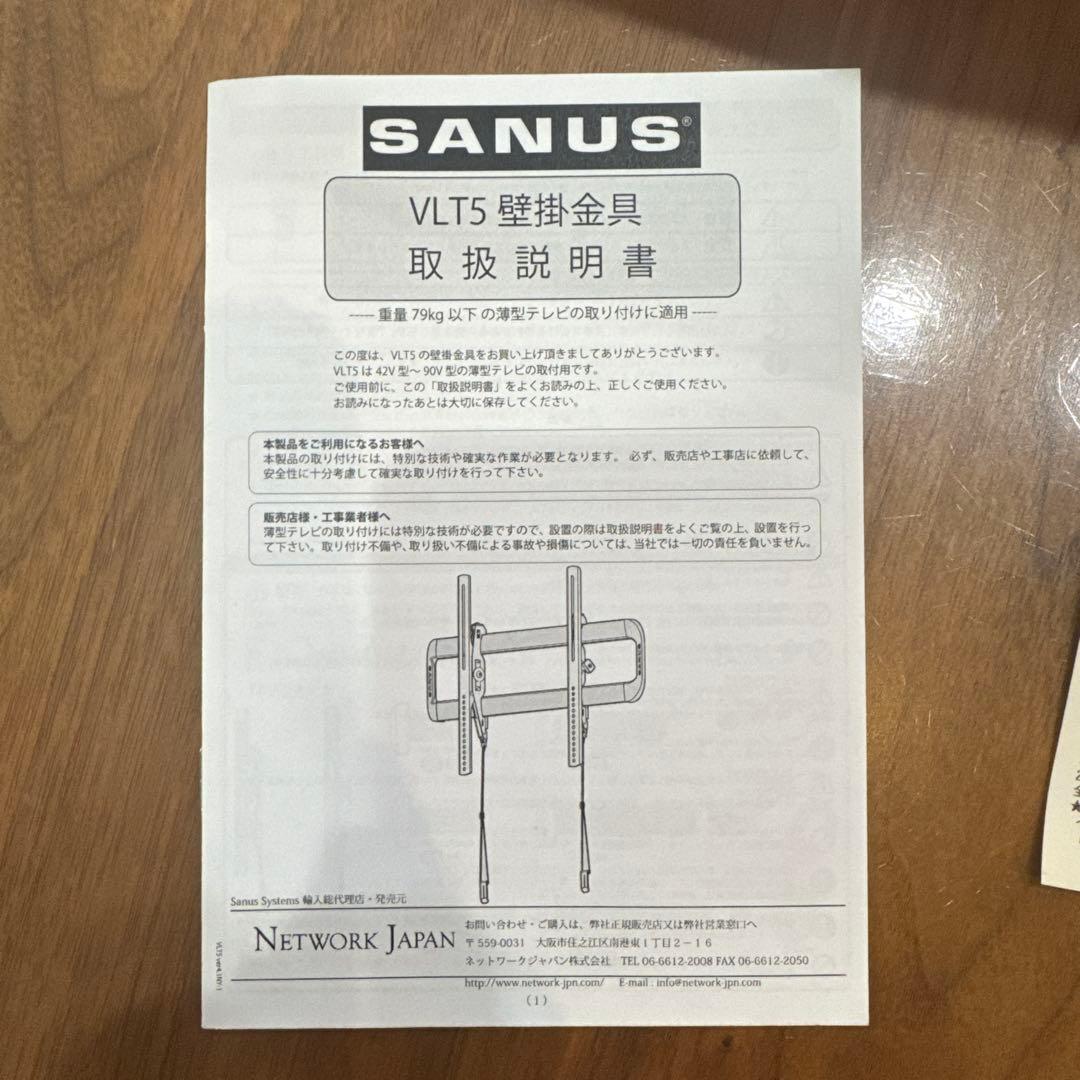 SANUS®
VLT5 壁掛金具
取扱説明書
----- 重量 79kg 以下 の薄型テレビの取り付けに適用 -----
この度は、VLT5 の壁掛金具をお買い上げ頂きましてありがとうございます。
VLT5 は 42V 型〜 90V 型の薄型テレビの取付用です。
ご使用前に、この「取扱説明書」をよくお読みの上、正しくご使用ください。
お読みになったあとは大切に保存してください。
本製品をご利用になるお客様へ
本製品の取り付けには、特別な技術や確実な作業が必要となります。 必ず、販売店や工事店に依頼して、
安全性に十分考慮して確実な取り付けを行って下さい。
販売店様・工事業者様へ
薄型テレビの取り付けには特別な技術が必要ですので、設置の際は取扱説明書をよくご覧の上、設置を行っ
て下さい。取り付け不備や、取り扱い不備による事故や損傷については、当社では一切の責任を負いません。
SANUS
SANUS
Sanus Systems 輸入総代理店・発売元
NETWORK JAPAN
お問い合わせ・ご購入は、弊社正規販売店又は弊社営業窓口へ
〒559-0031 大阪市住之江区南港東1丁目2－16
ネットワークジャパン株式会社 TEL 06-6612-2008 FAX 06-6612-2050
http://www.network-jpn.com/ E-mail : info@network-jpn.com
(1)